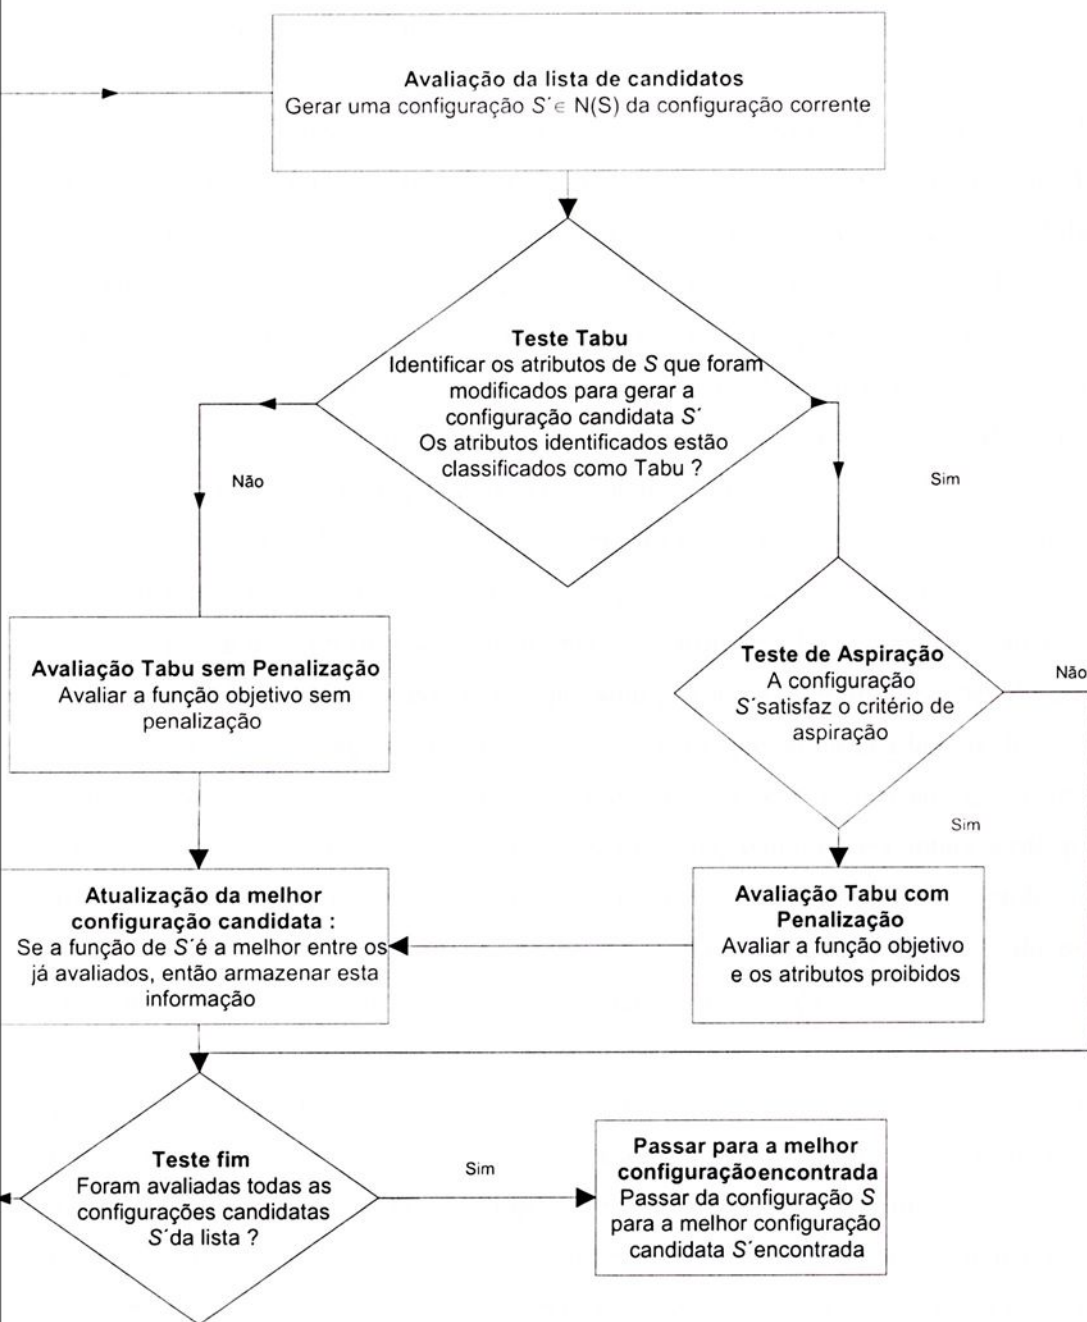 Avaliação da lista de candidatos
Gerar uma configuração S´∈ N(S) da configuração corrente
Teste Tabu
Identificar os atributos de S que foram
modificados para gerar a
configuração candidata S´
Os atributos identificados estão
classificados como Tabu ?
Não
Sim
Avaliação Tabu sem Penalização
Avaliar a função objetivo sem
penalização
Teste de Aspiração
A configuração
S´satisfaz o critério de
aspiração
Não
Sim
Atualização da melhor
configuração candidata :
Se a função de S´é a melhor entre os
já avaliados, então armazenar esta
informação
Avaliação Tabu com
Penalização
Avaliar a função objetivo
e os atributos proibidos
Teste fim
Foram avaliadas todas as
configurações candidatas
S´da lista ?
Sim
Passar para a melhor
configuraçãoencontrada
Passar da configuração S
para a melhor configuração
candidata S´encontrada